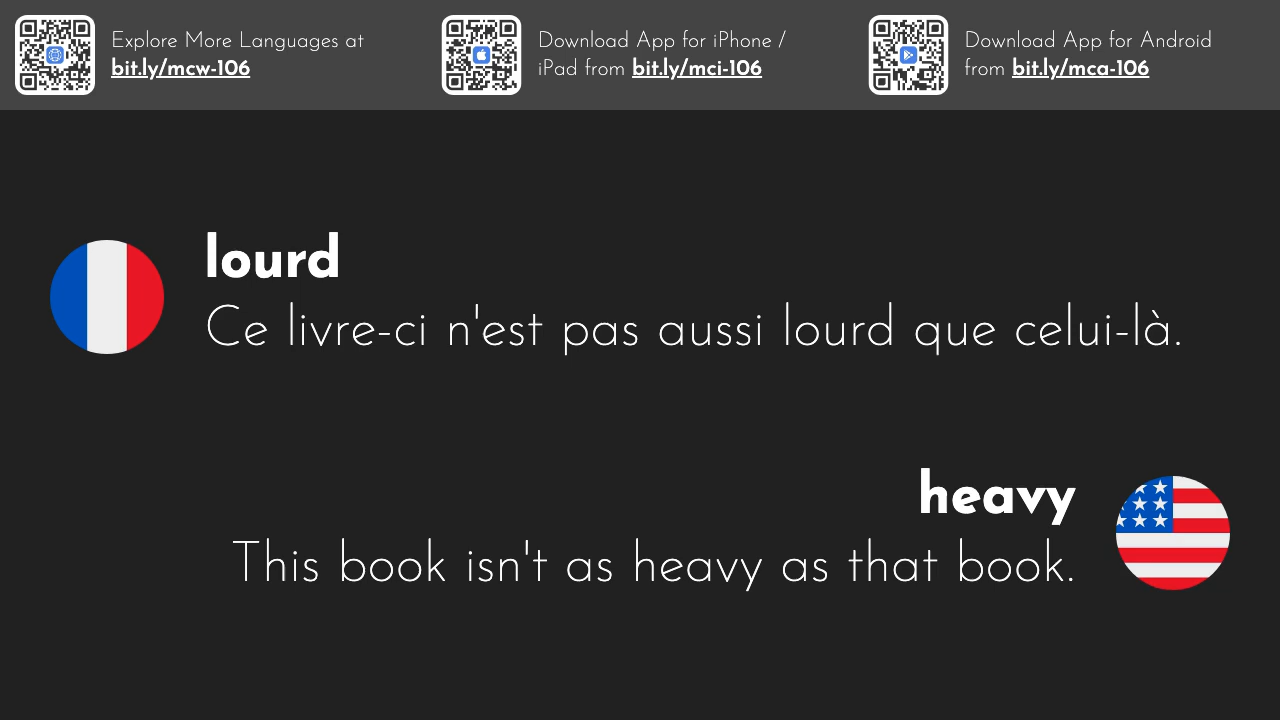 Explore More Languages at
bit.ly/mcw-106
Download App for iPhone /
iPad from bit.ly/mci-106
Download App for Android
from bit.ly/mca-106
lourd
Ce livre-ci n'est pas aussi lourd que celui-là.
heavy
This book isn't as heavy as that book.